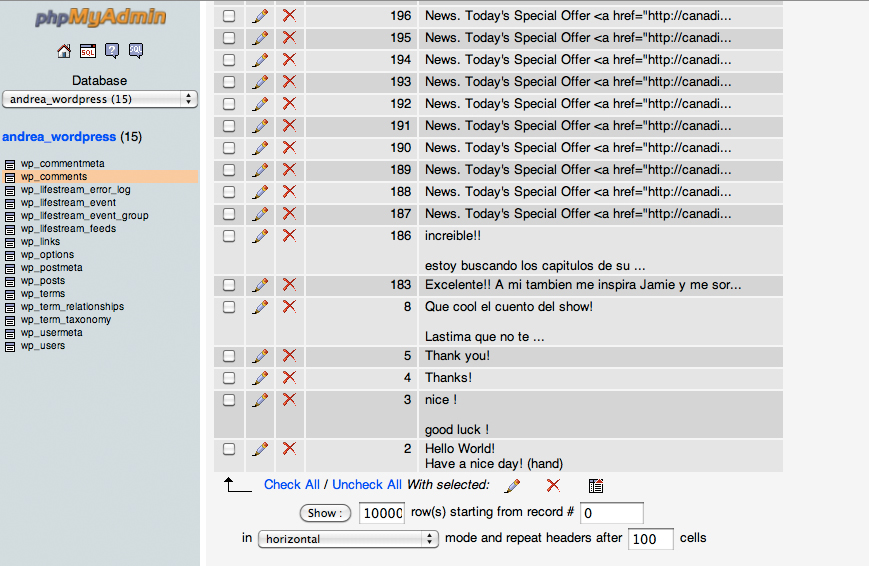 phpMyAdmin
SQL
?
SQL
Database
andrea_wordpress (15)
andrea_wordpress (15)
wp_commentmeta
wp_comments
wp_lifestream_error_log
wp_lifestream_event
wp_lifestream_event_group
wp_lifestream_feeds
wp_links
wp_options
wp_postmeta
wp_posts
wp_terms
wp_term_relationships
wp_term_taxonomy
wp_usermeta
wp_users
196 News. Today's Special Offer <a href="http://canadi...
195 News. Today's Special Offer <a href="http://canadi...
194 News. Today's Special Offer <a href="http://canadi...
193 News. Today's Special Offer <a href="http://canadi...
192 News. Today's Special Offer <a href="http://canadi...
191 News. Today's Special Offer <a href="http://canadi...
190 News. Today's Special Offer <a href="http://canadi...
189 News. Today's Special Offer <a href="http://canadi...
188 News. Today's Special Offer <a href="http://canadi...
187 News. Today's Special Offer <a href="http://canadi...
186 increible!!
estoy buscando los capitulos de su ...
183 Excelente!! A mi tambien me inspira Jamie y me sor...
8 Que cool el cuento del show!
Lastima que no te ...
5 Thank you!
4 Thanks!
3 nice !
good luck !
2 Hello World!
Have a nice day! (hand)
Check All / Uncheck All With selected:
Show : 10000 row(s) starting from record # 0
in horizontal mode and repeat headers after 100 cells